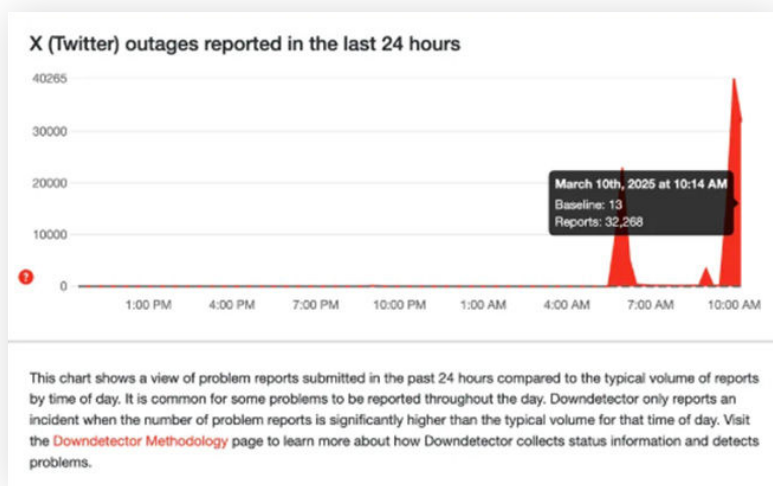 X (Twitter) outages reported in the last 24 hours
40265
30000
20000
March 10th, 2025 at 10:14 AM
Baseline: 13
Reports: 32,268
10000
?
0
1:00 PM 4:00 PM 7:00 PM 10:00 PM 1:00 AM 4:00 AM 7:00 AM 10:00 AM
This chart shows a view of problem reports submitted in the past 24 hours compared to the typical volume of reports
by time of day. It is common for some problems to be reported throughout the day. Downdetector only reports an
incident when the number of problem reports is significantly higher than the typical volume for that time of day. Visit
the Downdetector Methodology page to learn more about how Downdetector collects status information and detects
problems.